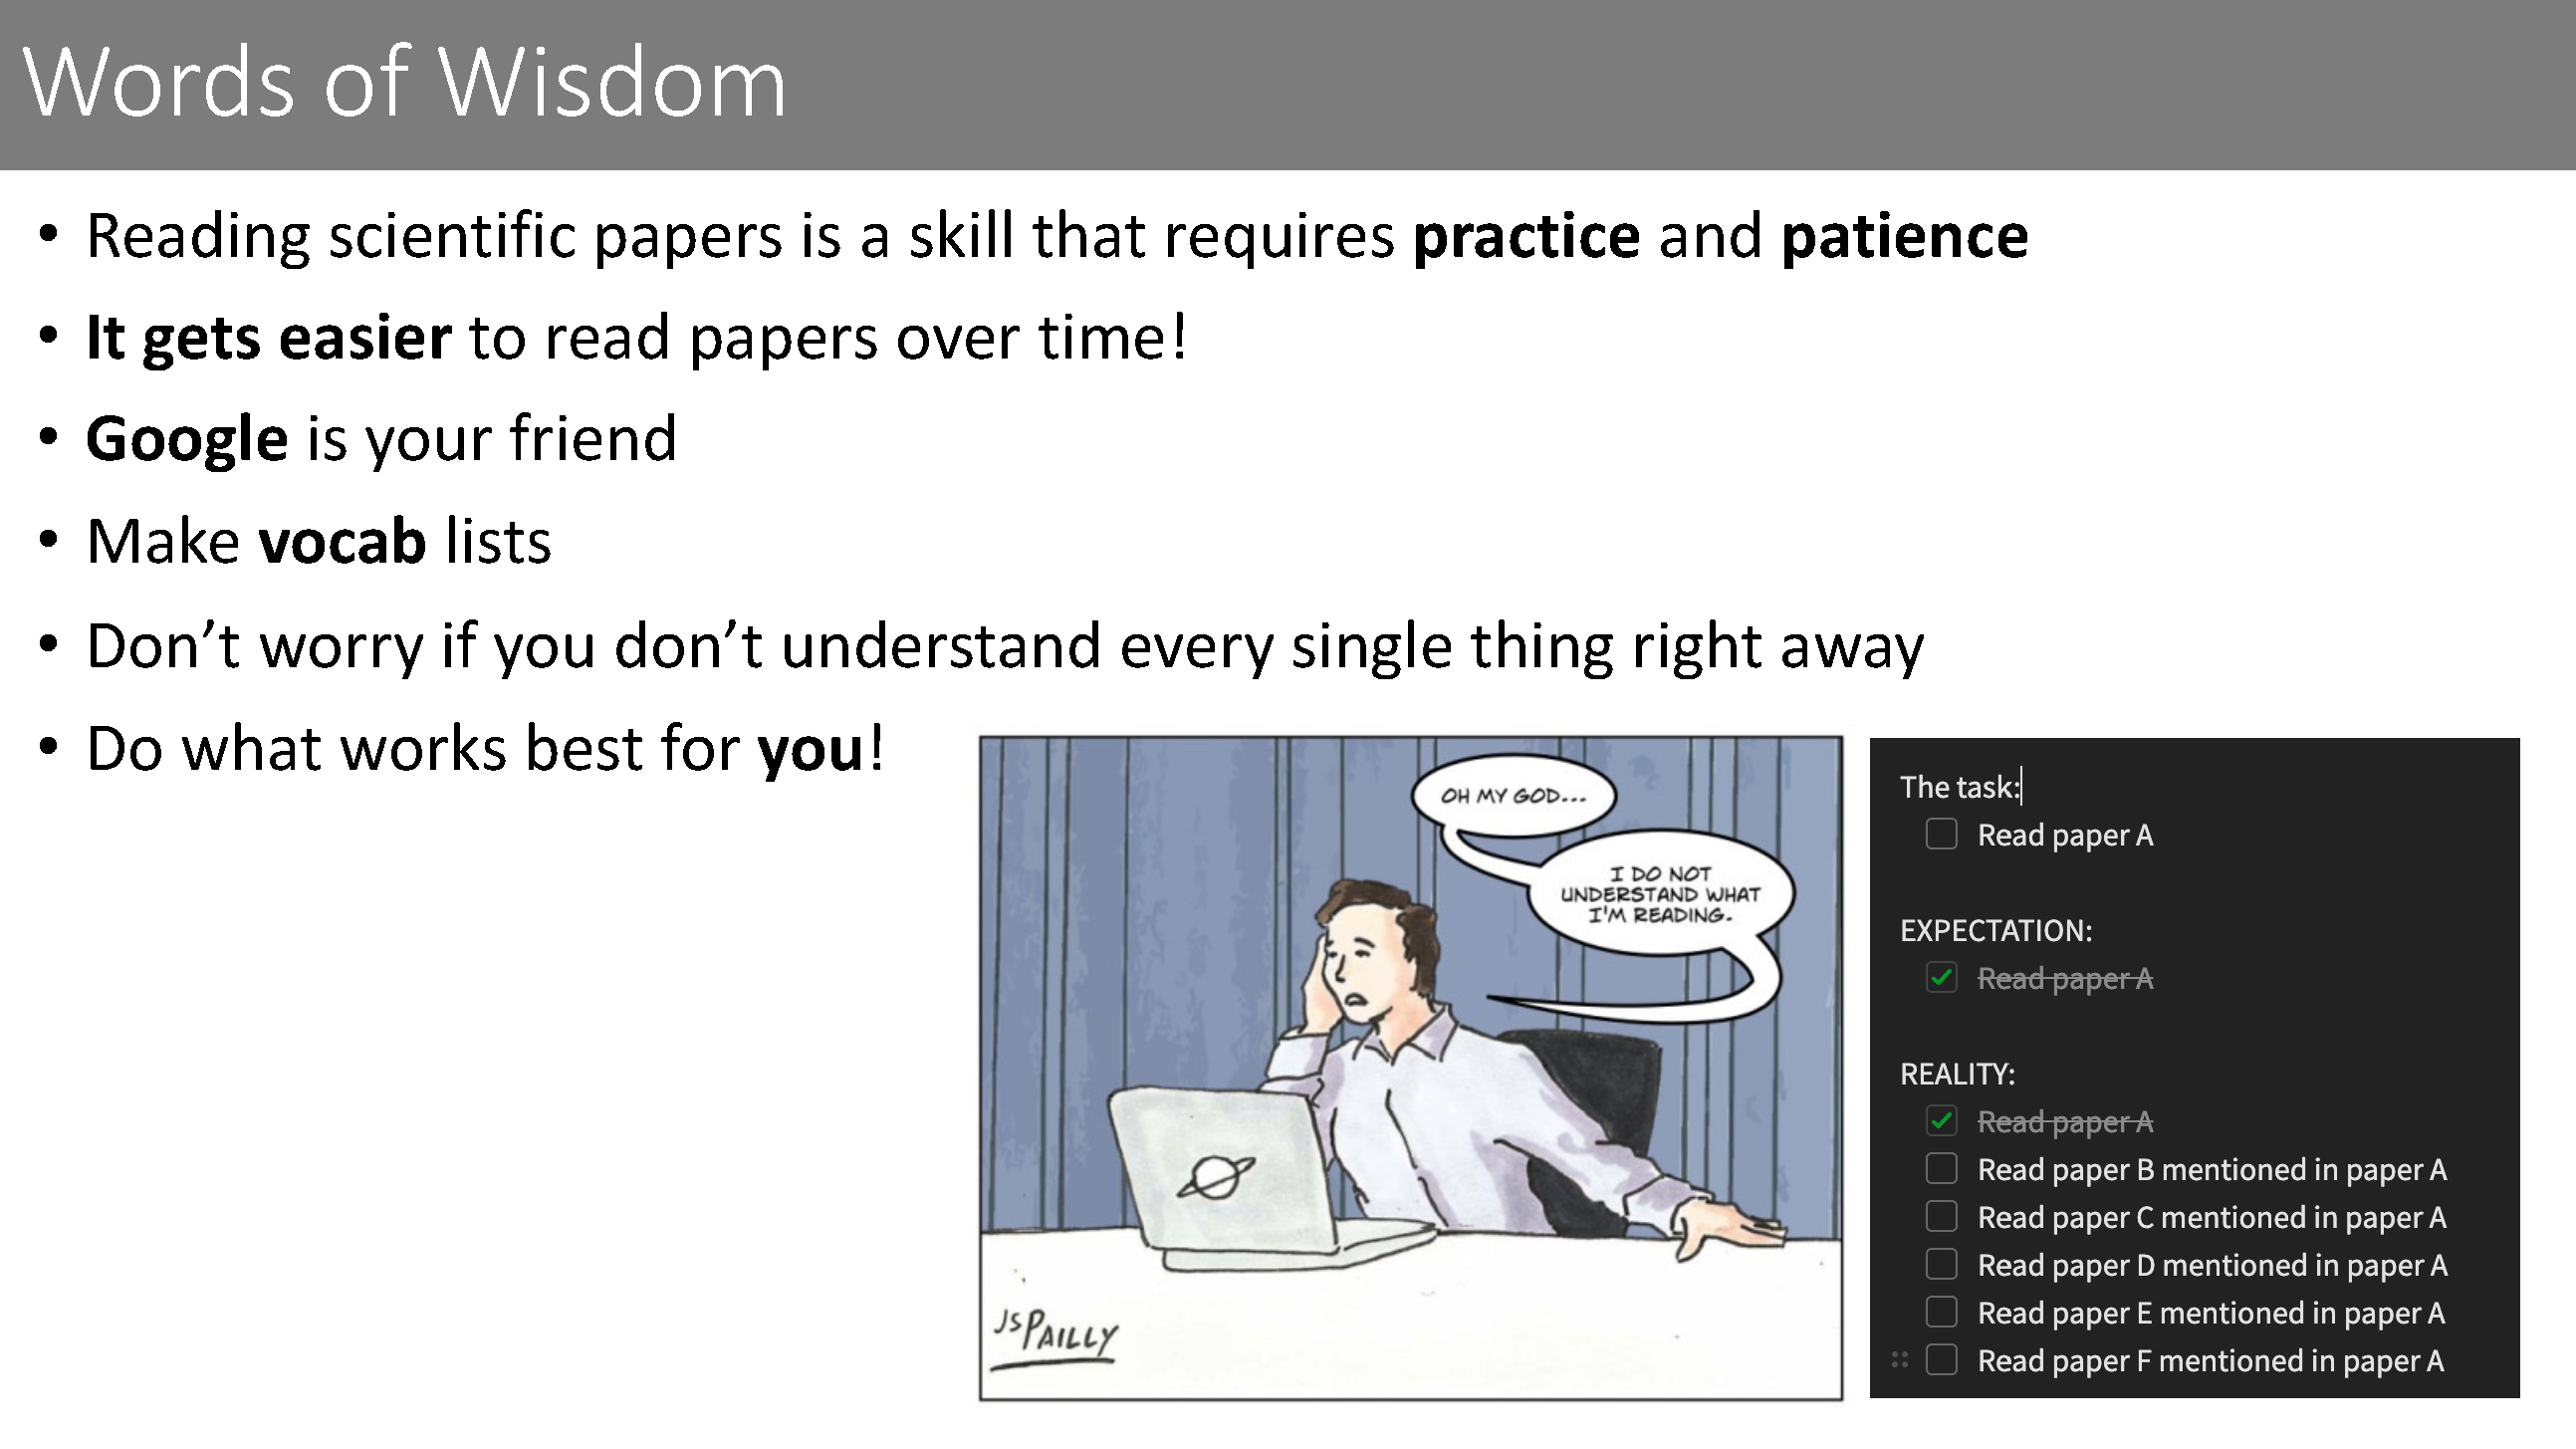 Words of Wisdom
• Reading scientific papers is a skill that requires practice and patience
• It gets easier to read papers over time!
• Google is your friend
• Make vocab lists
• Don’t worry if you don’t understand every single thing right away
• Do what works best for you!
OH MY GOD...
I DO NOT
UNDERSTAND WHAT
I'M READING.
JSPAILLY
The task:
Read paper A
EXPECTATION:
Read paper A
REALITY:
Read paper A
Read paper B mentioned in paper A
Read paper C mentioned in paper A
Read paper D mentioned in paper A
Read paper E mentioned in paper A
Read paper F mentioned in paper A